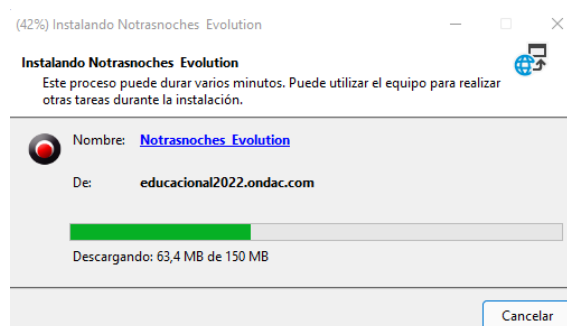 (42%) Instalando Notrasnoches Evolution
Instalando Notrasnoches Evolution
Este proceso puede durar varios minutos. Puede utilizar el equipo para realizar
otras tareas durante la instalación.
Nombre: Notrasnoches Evolution
De: educacional2022.ondac.com
Descargando: 63,4 MB de 150 MB
Cancelar